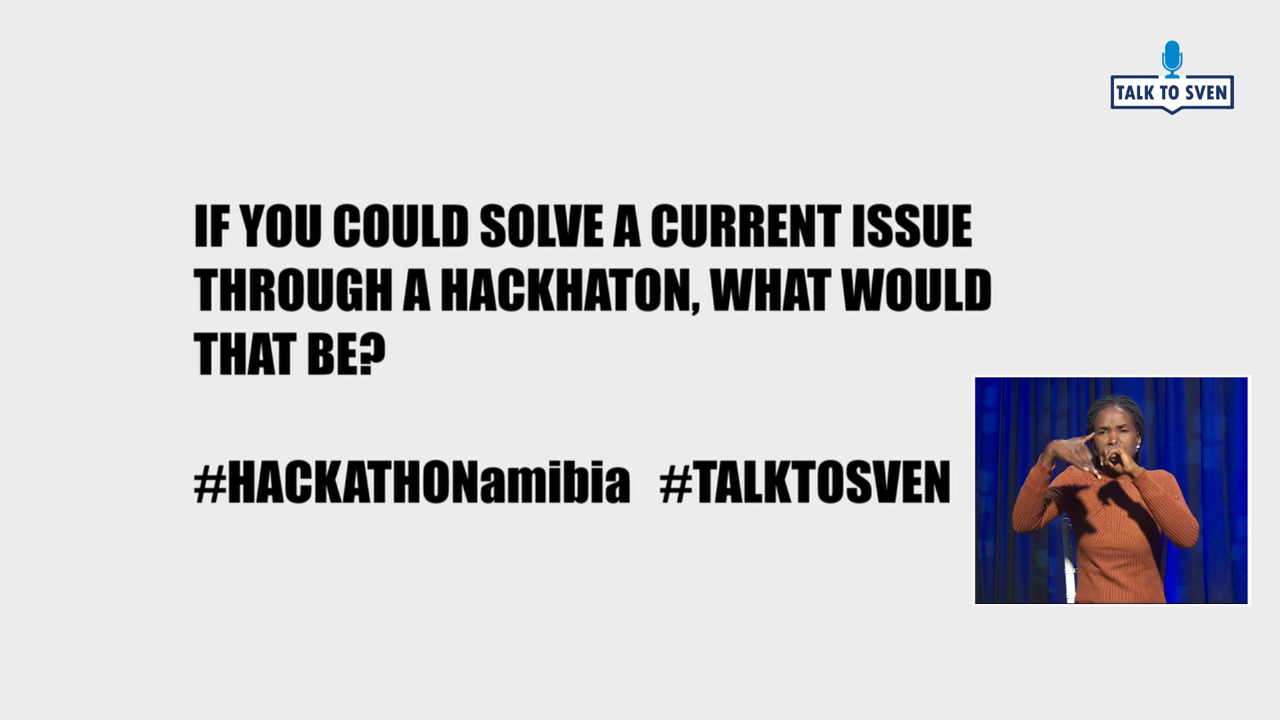 TALK TO SVEN
IF YOU COULD SOLVE A CURRENT ISSUE
THROUGH A HACKHATON, WHAT WOULD
THAT BE?
#HACKATHONamibia #TALKTOSVEN